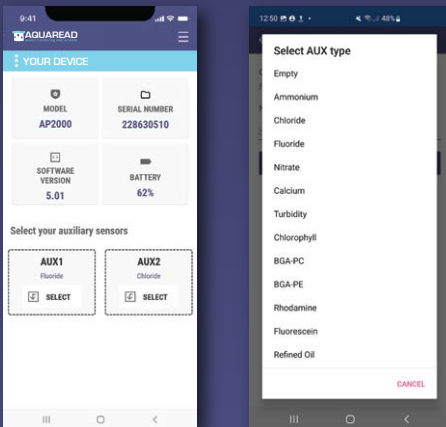 9:41
AQUAREAD
YOUR DEVICE
MODEL
AP2000
SERIAL NUMBER
228630510
SOFTWARE
VERSION
5.01
BATTERY
62%
Select your auxiliary sensors
AUX1
Fluoride
SELECT
AUX2
Chloride
SELECT
12:50
48%
Select AUX type
Empty
Ammonium
Chloride
Fluoride
Nitrate
Calcium
Turbidity
Chlorophyll
BGA-PC
BGA-PE
Rhodamine
Fluorescein
Refined Oil
CANCEL